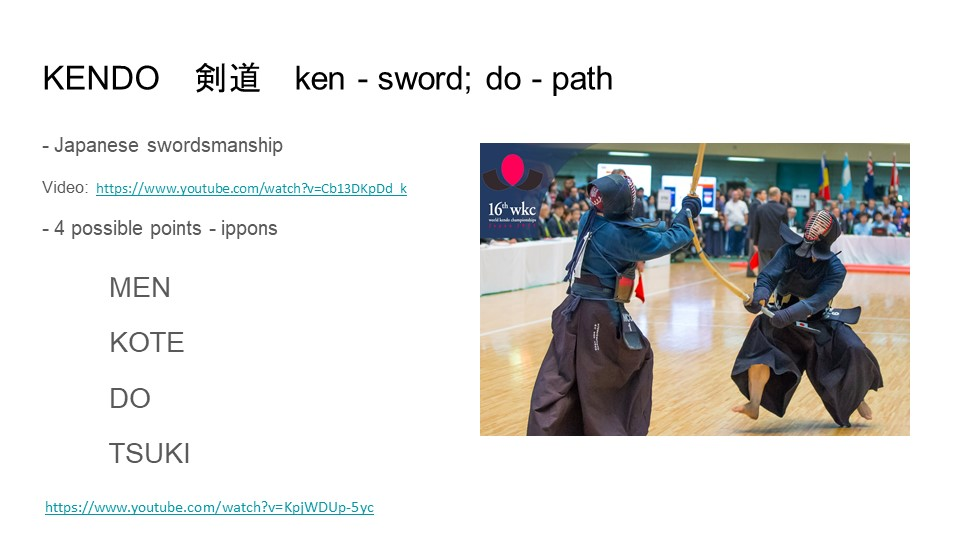 KENDO　剣道　ken - sword; do - path
- Japanese swordsmanship
Video: https://www.youtube.com/watch?v=Cb13DKpDd_k
- 4 possible points - ippons
MEN
KOTE
DO
TSUKI
https://www.youtube.com/watch?v=KpjWDUp-5yc
16th wkc
world kendo championships